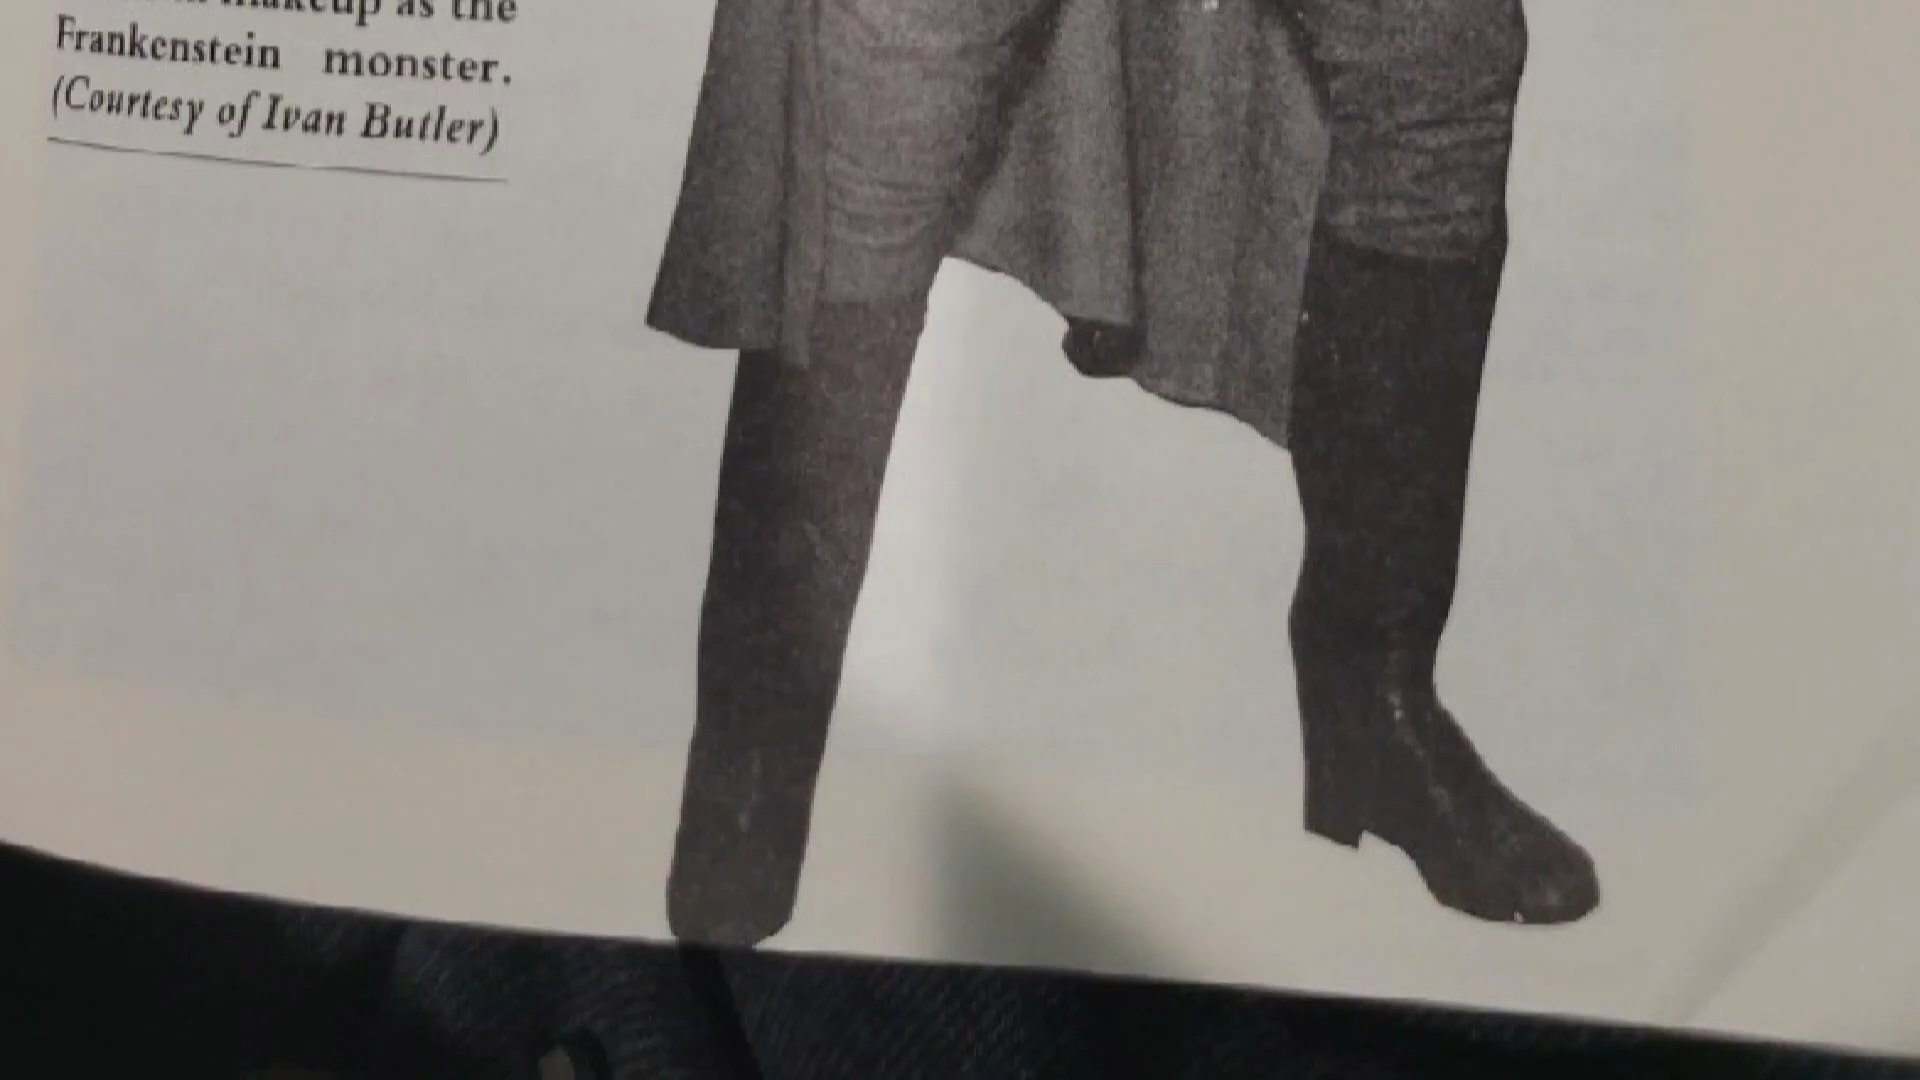 makeup as the
Frankenstein monster.
(Courtesy of Ivan Butler)